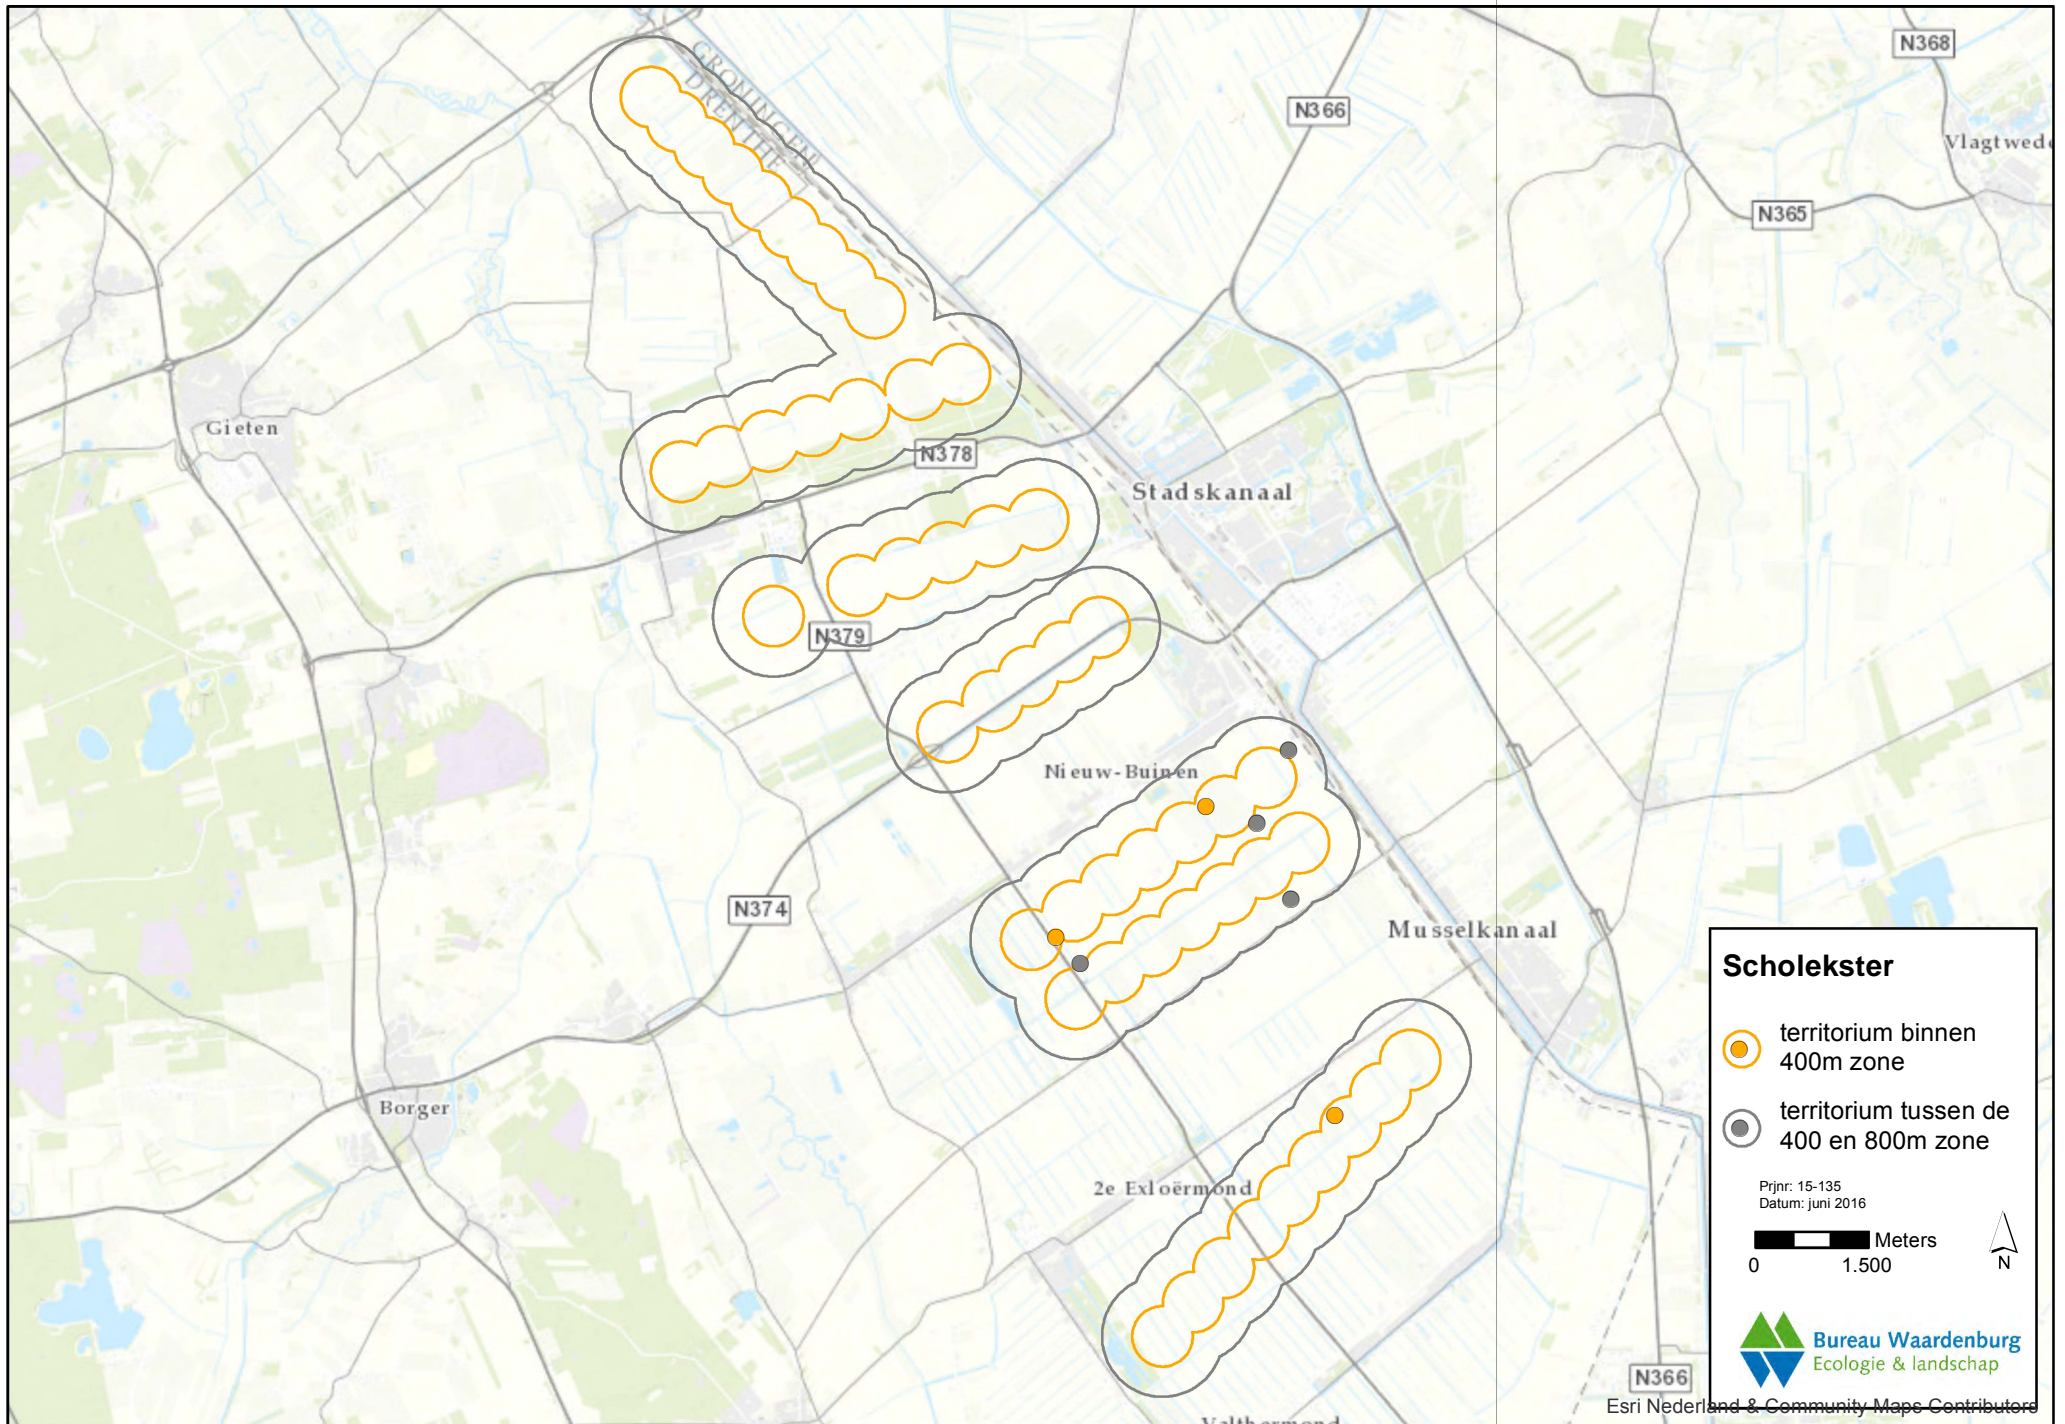 N368
GRONINGEN
DRENTHE
N366
N365
Gieten
N378
Stadskanaal
N379
Nieuw-Buinen
N374
Musselkanaal
Borger
2e Exloërmond
Scholekster
territorium binnen
400m zone
territorium tussen de
400 en 800m zone
Prjnr: 15-135
Datum: juni 2016
Meters
0 1.500
N
Bureau Waardenburg
Ecologie & landschap
N366
Esri Nederland & Community Maps Contributors